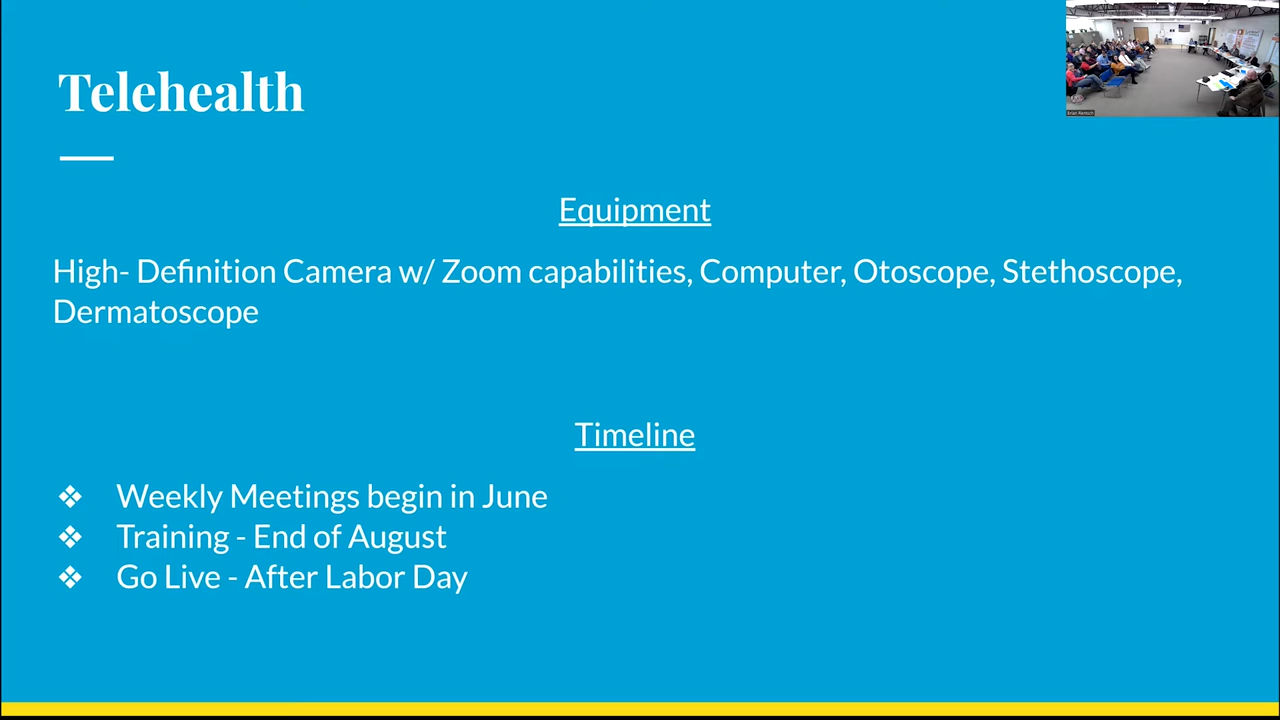 Telehealth
Equipment
High- Definition Camera w/ Zoom capabilities, Computer, Otoscope, Stethoscope,
Dermatoscope
Timeline
❖ Weekly Meetings begin in June
❖ Training - End of August
❖ Go Live - After Labor Day